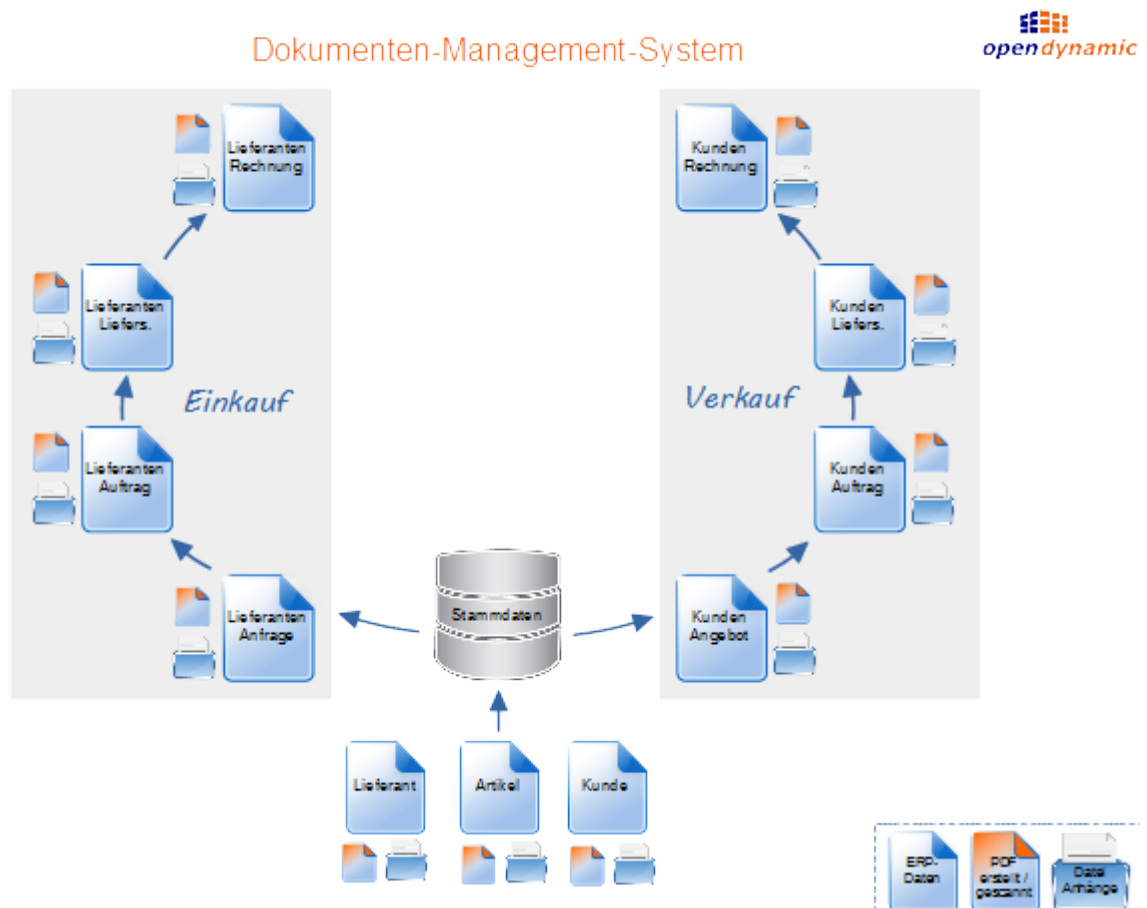 Dokumenten-Management-System
opendynamic
Lieferanten
Rechnung
Kunden
Rechnung
Lieferanten
Liefers.
Kunden
Liefers.
Einkauf
Verkauf
Lieferanten
Auftrag
Kunden
Auftrag
Lieferanten
Anfrage
Stammdaten
Kunden
Angebot
Lieferant
Artikel
Kunde
ERP-
Daten
PDF
erstellt /
gescannt
Datei
Anhänge